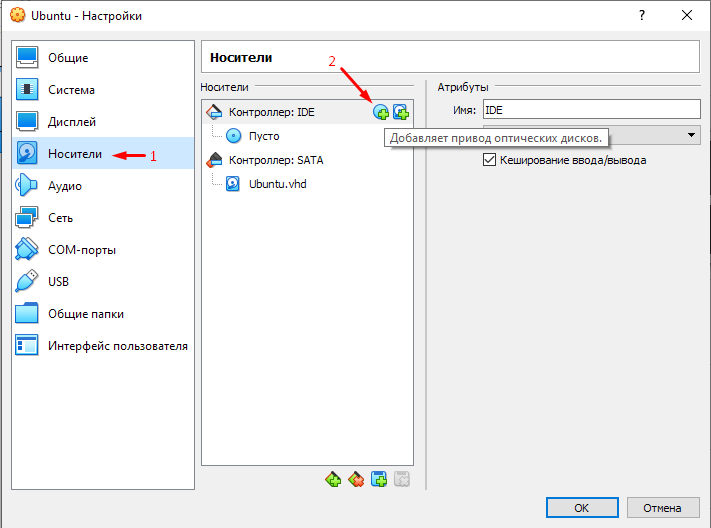 Ubuntu - Настройки
?
Общие
Система
Дисплей
Носители
1
Аудио
Сеть
COM-порты
USB
Общие папки
Интерфейс пользователя
Носители
2
Носители
Контроллер: IDE
Пусто
Контроллер: SATA
Ubuntu.vhd
Атрибуты
Имя: IDE
Добавляет привод оптических дисков.
Кеширование ввода/вывода
OK
Отмена